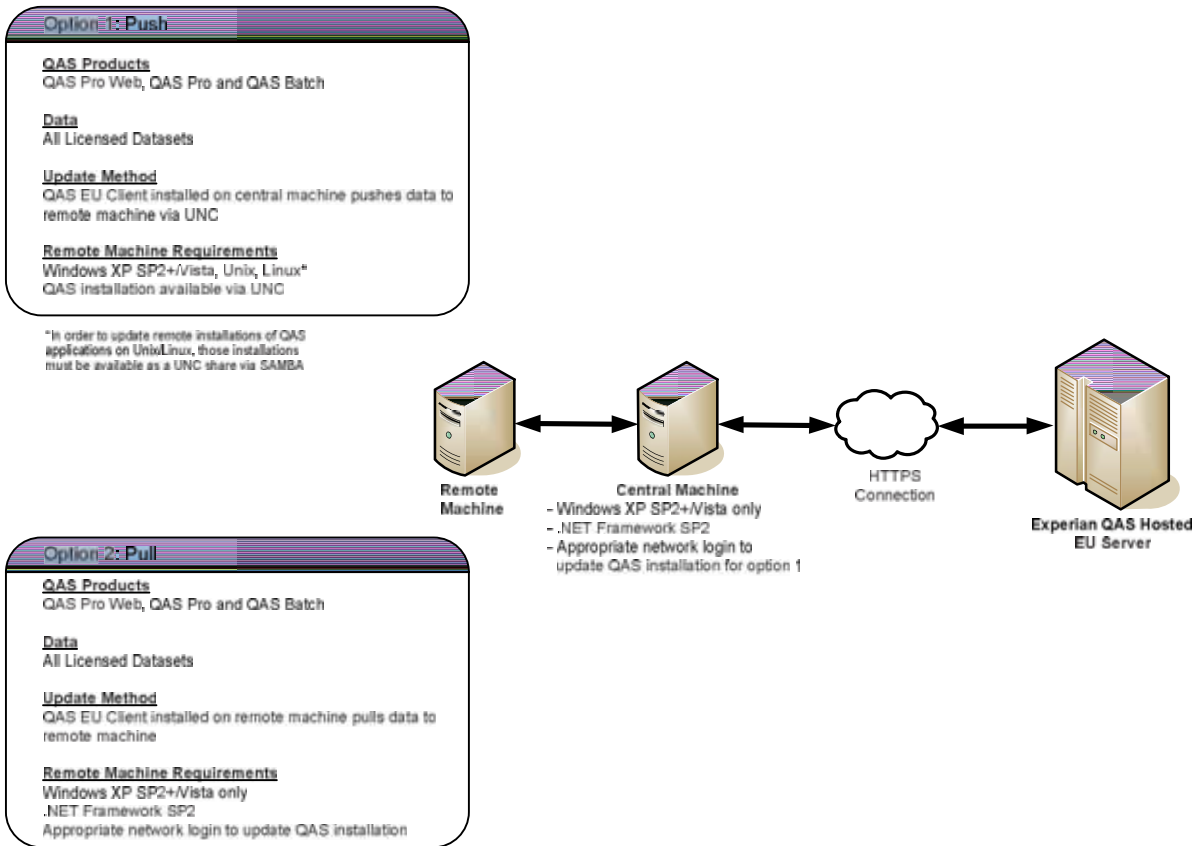 Option 1: Push
QAS Products
QAS Pro Web, QAS Pro and QAS Batch
Data
All Licensed Datasets
Update Method
QAS EU Client installed on central machine pushes data to
remote machine via UNC
Remote Machine Requirements
Windows XP SP2+/Vista, Unix, Linux*
QAS installation available via UNC
*In order to update remote installations of QAS
applications on Unix/Linux, those installations
must be available as a UNC share via SAMBA
Remote
Machine
Central Machine
- Windows XP SP2+/Vista only
- .NET Framework SP2
- Appropriate network login to
update QAS installation for option 1
HTTPS
Connection
Experian QAS Hosted
EU Server
Option 2: Pull
QAS Products
QAS Pro Web, QAS Pro and QAS Batch
Data
All Licensed Datasets
Update Method
QAS EU Client installed on remote machine pulls data to
remote machine
Remote Machine Requirements
Windows XP SP2+/Vista only
.NET Framework SP2
Appropriate network login to update QAS installation